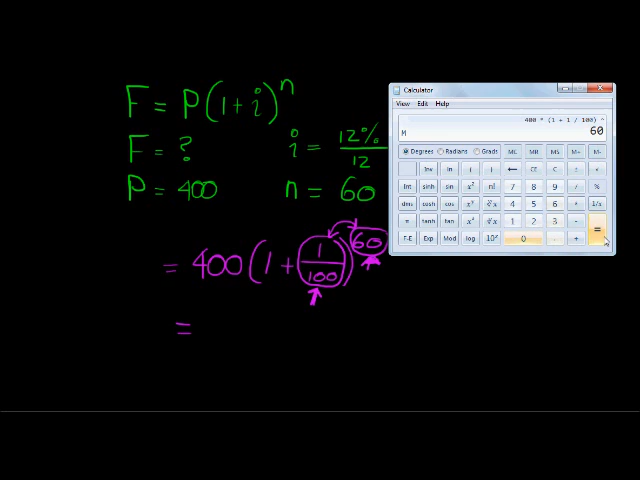 F = P(1+i)ⁿ
F = ? i = 12%/12
P = 400 n = 60
= 400(1 + 1/100)⁶⁰
=
Calculator
View Edit Help
400 * (1 + 1 / 100) ^
M 60
Degrees Radians Grads MC MR MS M+ M-
Inv ln ( ) ← CE C ± √
Int sinh sin x² n! 7 8 9 / %
dms cosh cos 4 5 6 * 1/x
π tanh tan 1 2 3 - =
F-E Exp Mod log 10ˣ 0 . +